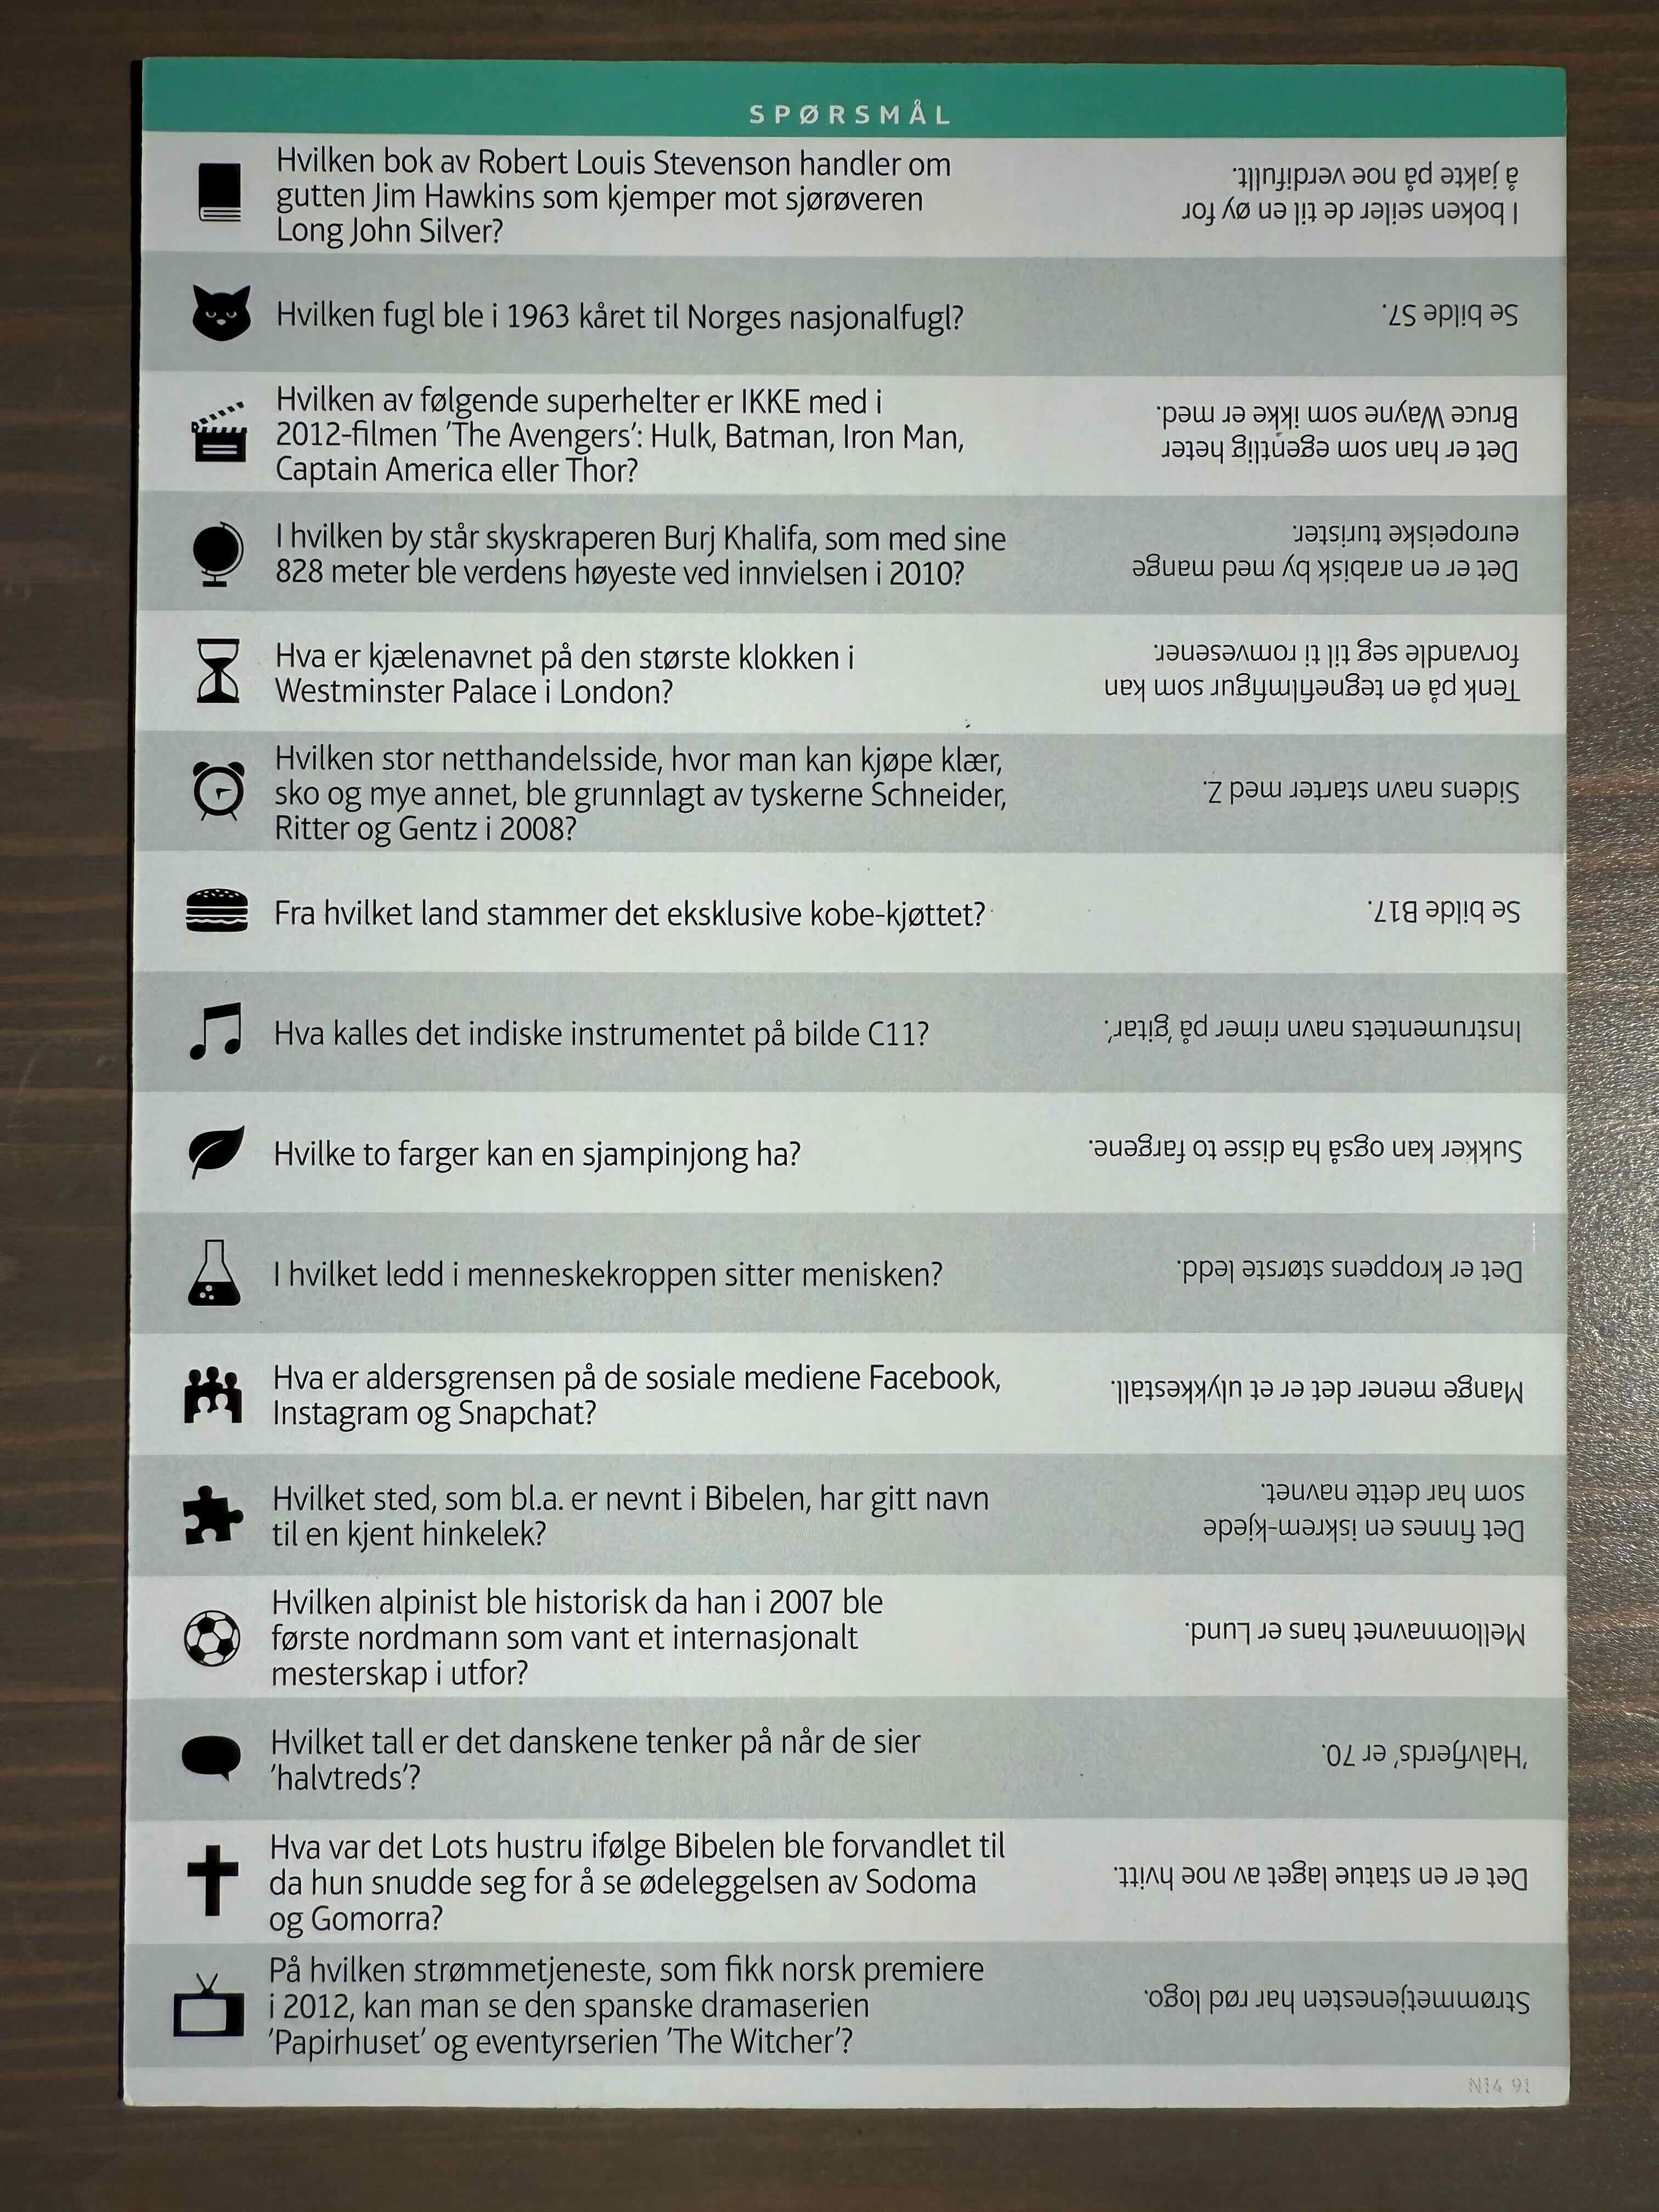 SPØRSMÅL
Hvilken bok av Robert Louis Stevenson handler om
gutten Jim Hawkins som kjemper mot sjørøveren
Long John Silver?
I boken seiler de til en øy for
å jakte på noe verdifullt.
Hvilken fugl ble i 1963 kåret til Norges nasjonalfugl?
Se bilde S7.
Hvilken av følgende superhelter er IKKE med i
2012-filmen 'The Avengers': Hulk, Batman, Iron Man,
Captain America eller Thor?
Det er han som egentlig heter
Bruce Wayne som ikke er med.
I hvilken by står skyskraperen Burj Khalifa, som med sine
828 meter ble verdens høyeste ved innvielsen i 2010?
Det er en arabisk by med mange
europeiske turister.
Hva er kjælenavnet på den største klokken i
Westminster Palace i London?
Tenk på en tegnefilmfigur som kan
forvandle seg til ti romvesener.
Hvilken stor netthandelsside, hvor man kan kjøpe klær,
sko og mye annet, ble grunnlagt av tyskerne Schneider,
Ritter og Gentz i 2008?
Sidens navn starter med Z.
Fra hvilket land stammer det eksklusive kobe-kjøttet?
Se bilde B17.
Hva kalles det indiske instrumentet på bilde C11?
Instrumentets navn rimer på 'gitar'.
Hvilke to farger kan en sjampinjong ha?
Sukker kan også ha disse to fargene.
I hvilket ledd i menneskekroppen sitter menisken?
Det er kroppens største ledd.
Hva er aldersgrensen på de sosiale mediene Facebook,
Instagram og Snapchat?
Mange mener det er et ulykkestall.
Hvilket sted, som bl.a. er nevnt i Bibelen, har gitt navn
til en kjent hinkelek?
Det finnes en iskrem-kjede
som har dette navnet.
Hvilken alpinist ble historisk da han i 2007 ble
første nordmann som vant et internasjonalt
mesterskap i utfor?
Mellomnavnet hans er Lund.
Hvilket tall er det danskene tenker på når de sier
'halvtreds'?
'Halvfjerds' er 70.
Hva var det Lots hustru ifølge Bibelen ble forvandlet til
da hun snudde seg for å se ødeleggelsen av Sodoma
og Gomorra?
Det er en statue laget av noe hvitt.
På hvilken strømmetjeneste, som fikk norsk premiere
i 2012, kan man se den spanske dramaserien
'Papirhuset' og eventyrserien 'The Witcher'?
Strømmetjenesten har rød logo.
N14 91